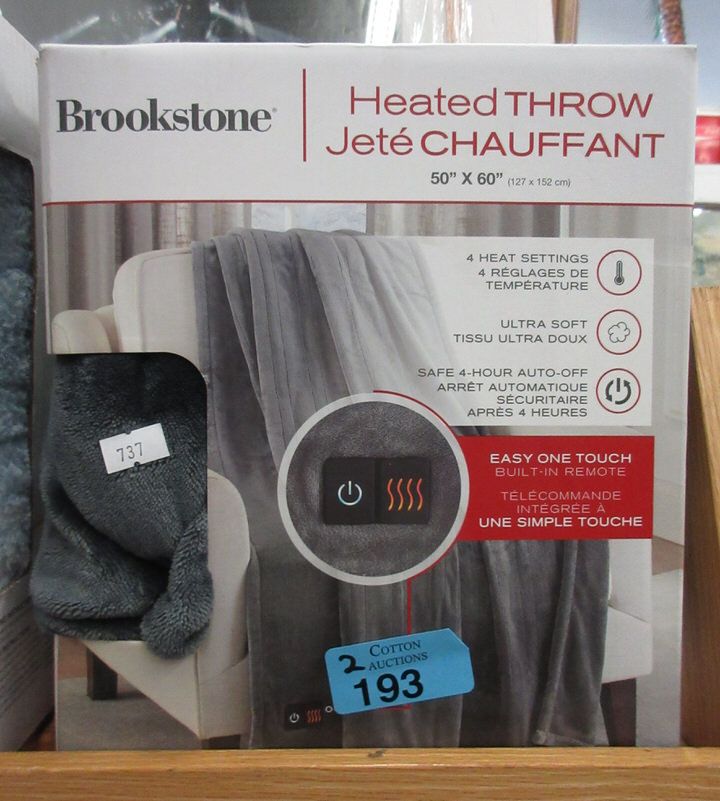 Brookstone®
Heated THROW
Jeté CHAUFFANT
50” X 60” (127 x 152 cm)
4 HEAT SETTINGS
4 RÉGLAGES DE
TEMPÉRATURE
ULTRA SOFT
TISSU ULTRA DOUX
SAFE 4-HOUR AUTO-OFF
ARRÊT AUTOMATIQUE
SÉCURITAIRE
APRÈS 4 HEURES
EASY ONE TOUCH
BUILT-IN REMOTE
TÉLÉCOMMANDE
INTÉGRÉE À
UNE SIMPLE TOUCHE
737
2 COTTON
AUCTIONS
193